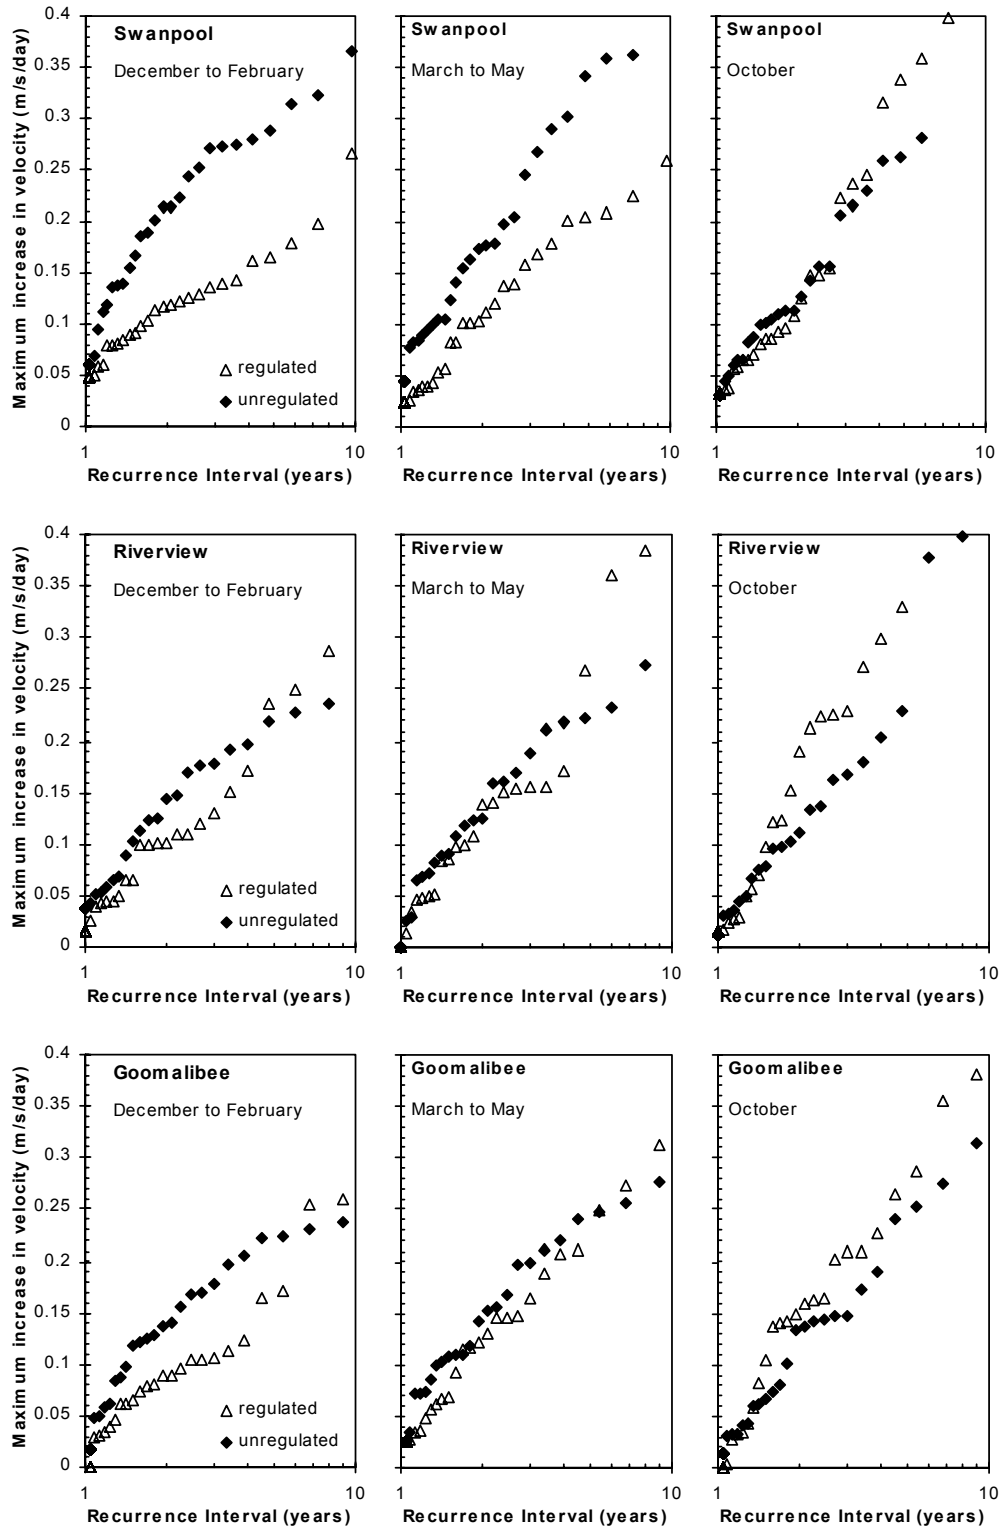 Swanpool
December to February
Maximum increase in velocity (m/s/day)
0.4
0.35
0.3
0.25
0.2
0.15
0.1
0.05
0
regulated
unregulated
1
10
Recurrence Interval (years)
Swanpool
March to May
1
10
Recurrence Interval (years)
Swanpool
October
1
10
Recurrence Interval (years)
Riverview
December to February
Maximum increase in velocity (m/s/day)
0.4
0.35
0.3
0.25
0.2
0.15
0.1
0.05
0
regulated
unregulated
1
10
Recurrence Interval (years)
Riverview
March to May
1
10
Recurrence Interval (years)
Riverview
October
1
10
Recurrence Interval (years)
Goomalibee
December to February
Maximum increase in velocity (m/s/day)
0.4
0.35
0.3
0.25
0.2
0.15
0.1
0.05
0
regulated
unregulated
1
10
Recurrence Interval (years)
Goomalibee
March to May
1
10
Recurrence Interval (years)
Goomalibee
October
1
10
Recurrence Interval (years)